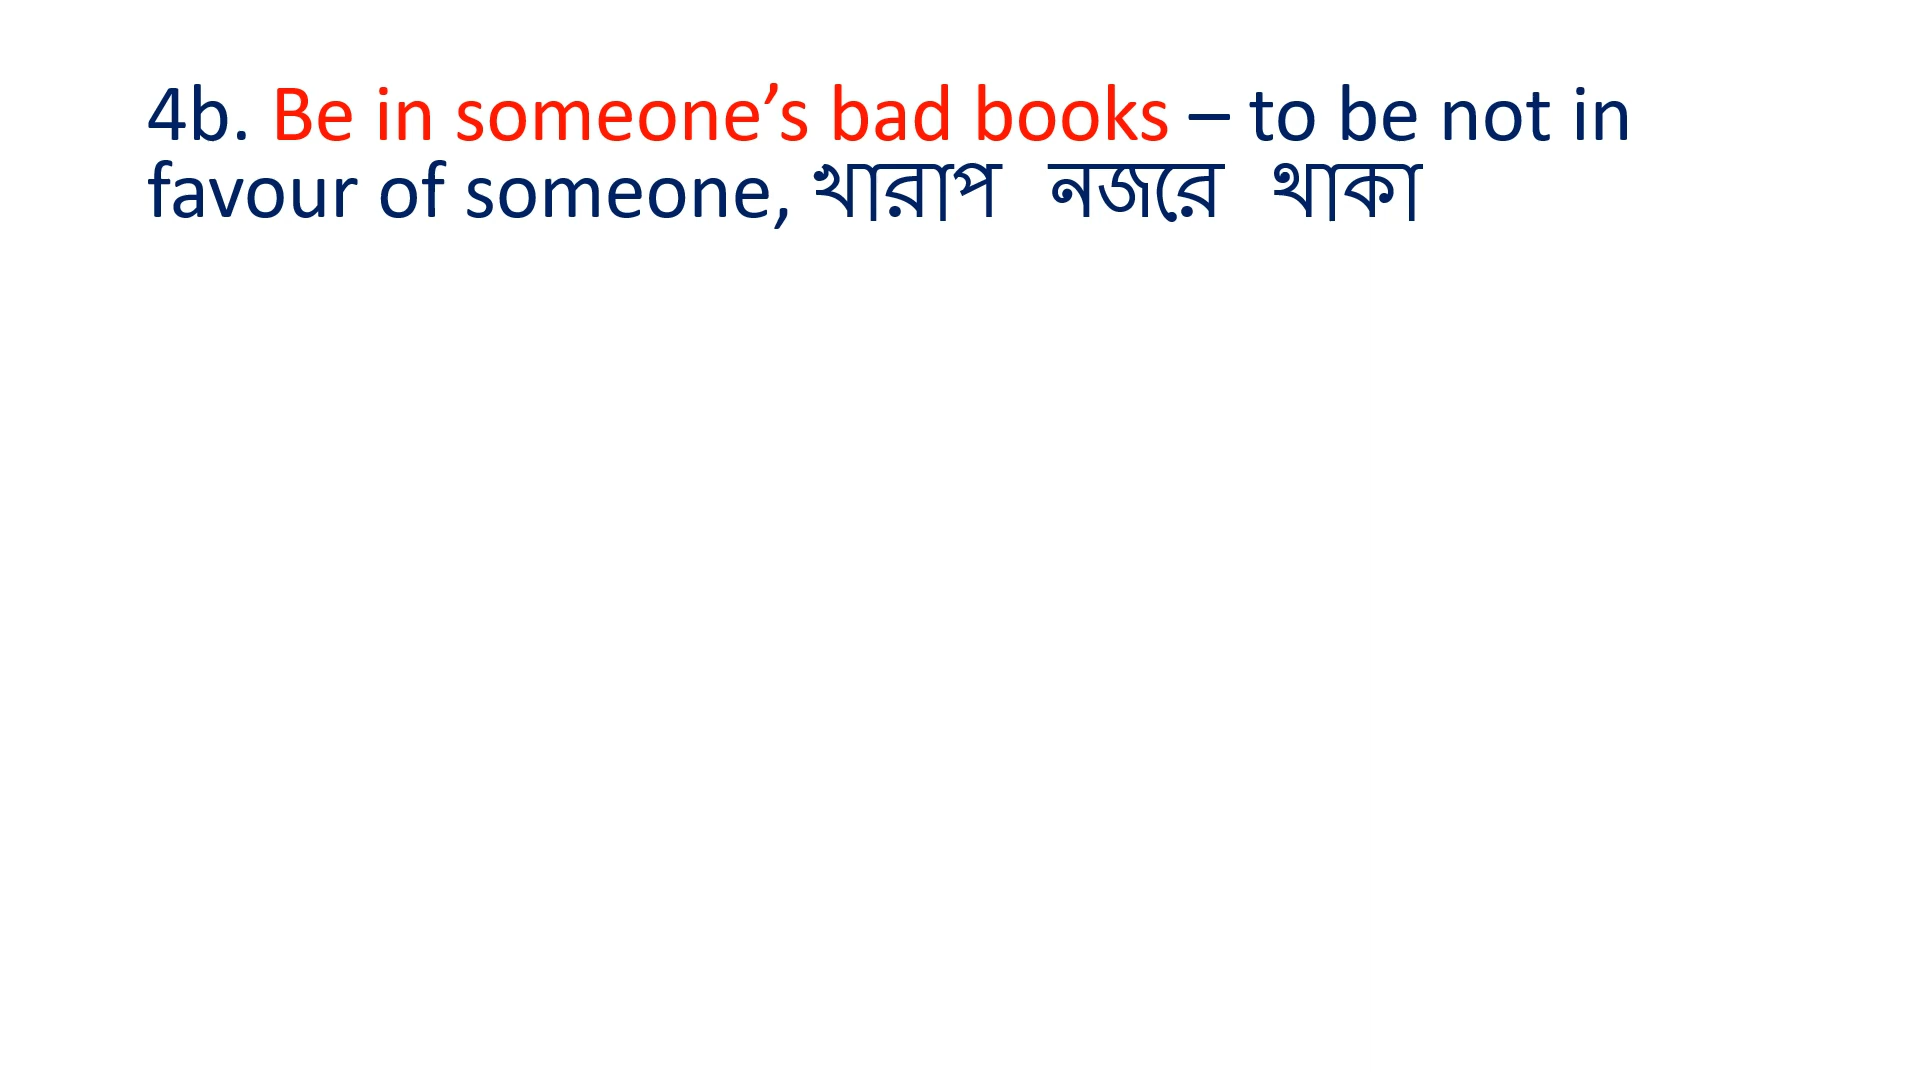 4b. Be in someone’s bad books – to be not in
favour of someone, খারাপ নজরে থাকা